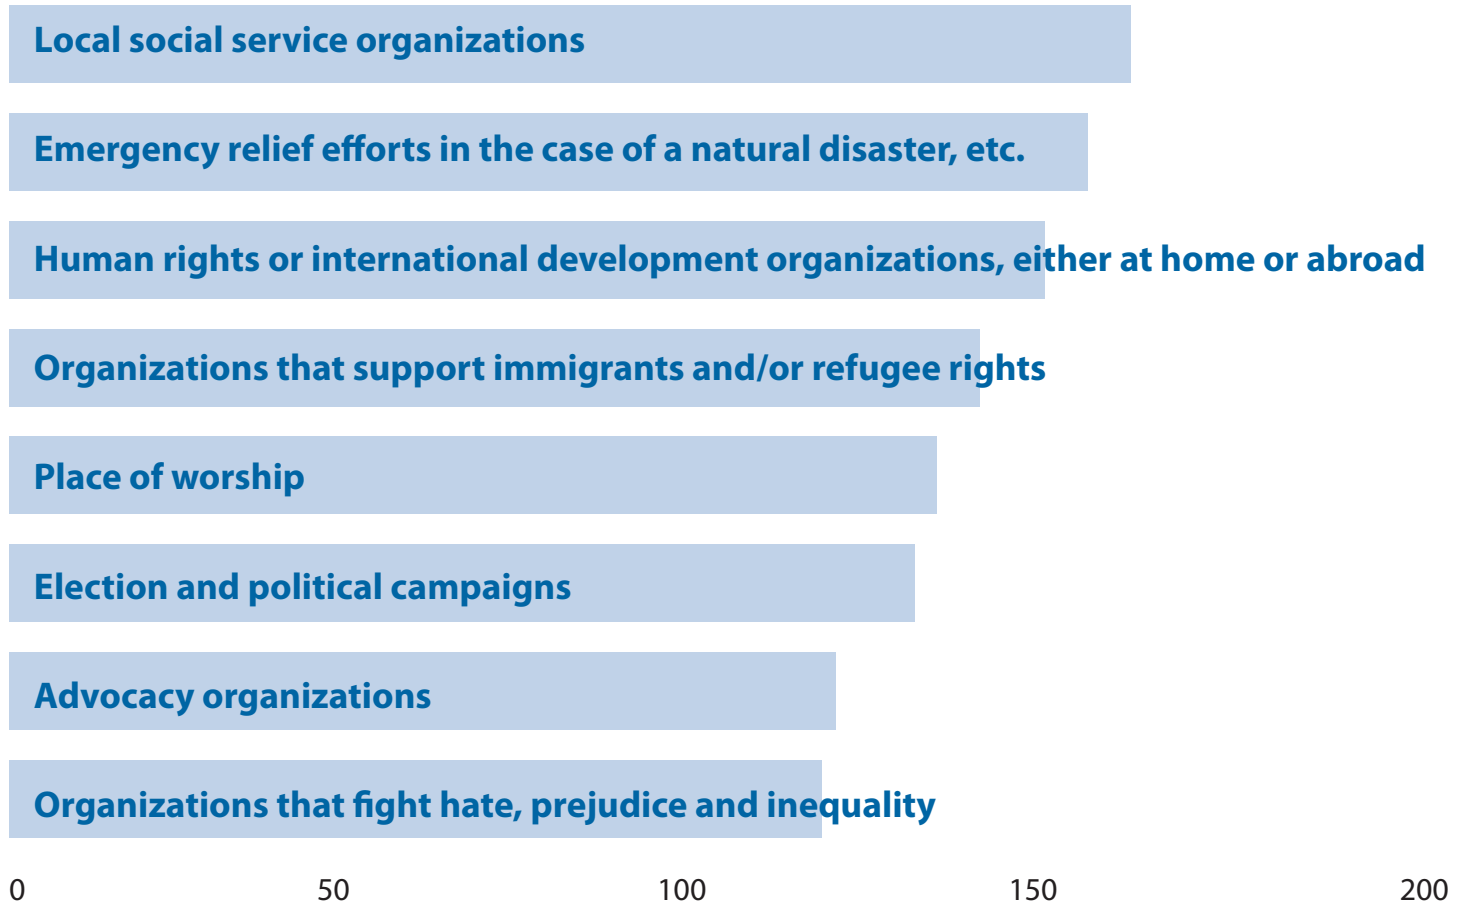 Local social service organizations
Emergency relief efforts in the case of a natural disaster, etc.
Human rights or international development organizations, either at home or abroad
Organizations that support immigrants and/or refugee rights
Place of worship
Election and political campaigns
Advocacy organizations
Organizations that fight hate, prejudice and inequality
0 50 100 150 200